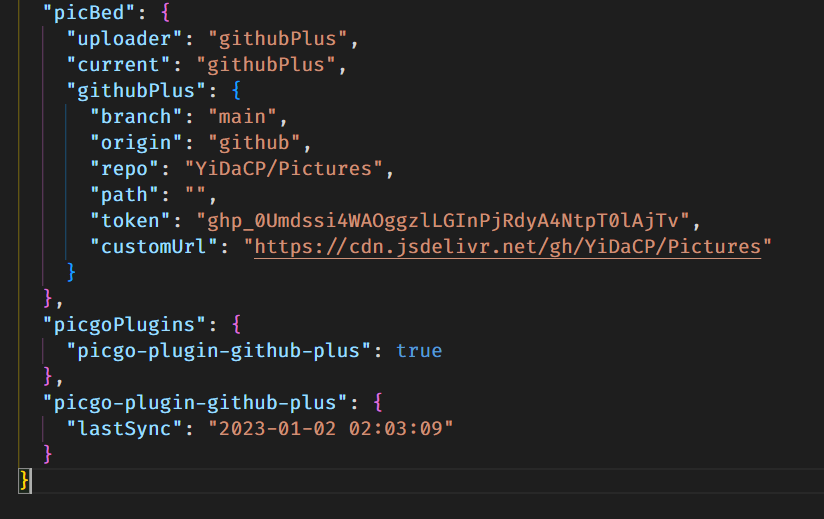 "picBed": {
"uploader": "githubPlus",
"current": "githubPlus",
"githubPlus": {
"branch": "main",
"origin": "github",
"repo": "YiDaCP/Pictures",
"path": "",
"token": "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",
"customUrl": "https://cdn.jsdelivr.net/gh/YiDaCP/Pictures"
}
},
"picgoPlugins": {
"picgo-plugin-github-plus": true
},
"picgo-plugin-github-plus": {
"lastSync": "2023-01-02 02:03:09"
}
}